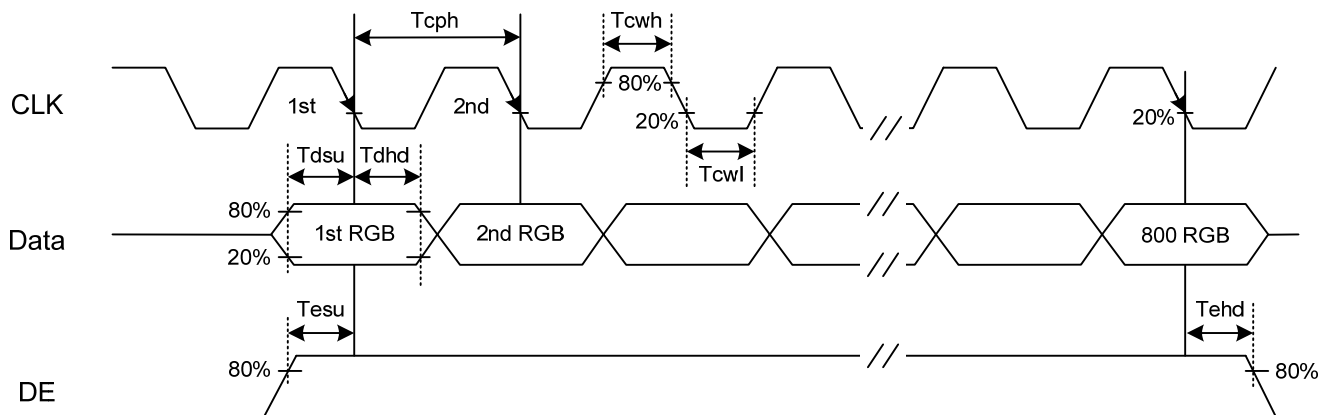 Tcph
Tcwh
CLK
1st
2nd
80%
20%
20%
Tcwl
Tdsu
Tdhd
80%
Data
1st RGB
2nd RGB
800 RGB
20%
Tesu
Tehd
80%
80%
DE